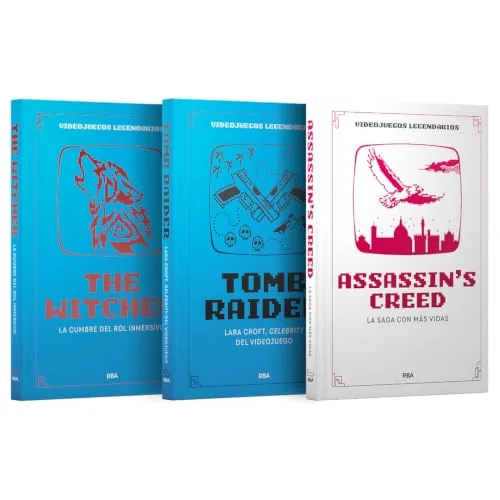 THE WITCHER
LA CUMBRE DEL ROL INMERSIVO
VIDEOJUEGOS LEGENDARIOS
THE
WITCHE
LA CUMBRE DEL ROL INMERSIVO
RBA
TOMB RAIDER
LARA CROFT, CELEBRITY DEL VIDEOJUEGO
VIDEOJUEGOS LEGENDARIOS
TOMB
RAIDE
LARA CROFT, CELEBRITY
DEL VIDEOJUEGO
RBA
ASSASSIN'S CREED
LA SAGA CON MÁS VIDAS
VIDEOJUEGOS LEGENDARIOS
ASSASSIN'S
CREED
LA SAGA CON MÁS VIDAS
RBA